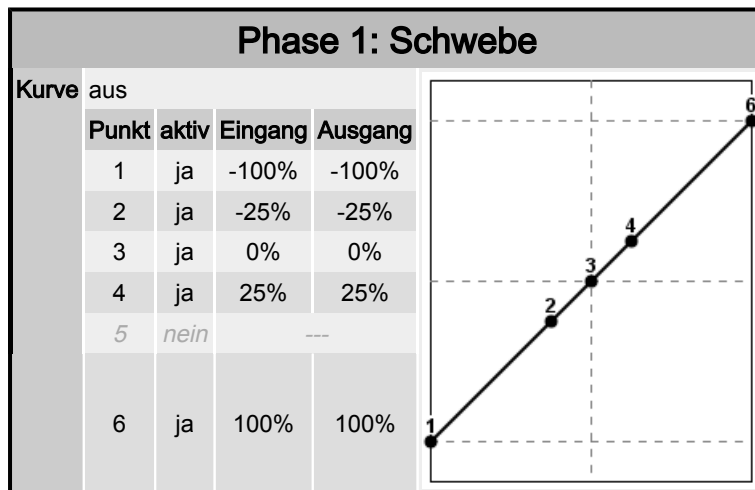 Phase 1: Schwebe
Kurve aus
Punkt aktiv Eingang Ausgang
1 ja -100% -100%
2 ja -25% -25%
3 ja 0% 0%
4 ja 25% 25%
5 nein ---
6 ja 100% 100%
6
4
3
2
1